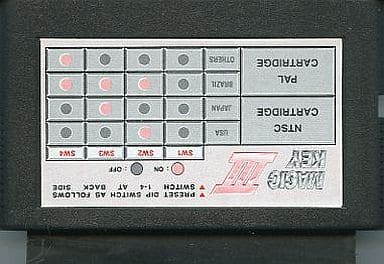 MAGIC
KEY
III
▼ PRESET DIP SWITCH AS FOLLOWS
▼ SWITCH 1-4 AT BACK SIDE
ON : OFF :
SW1 SW2 SW3 SW4
NTSC
CARTRIDGE
USA
JAPAN
PAL
CARTRIDGE
BRAZIL
OTHERS